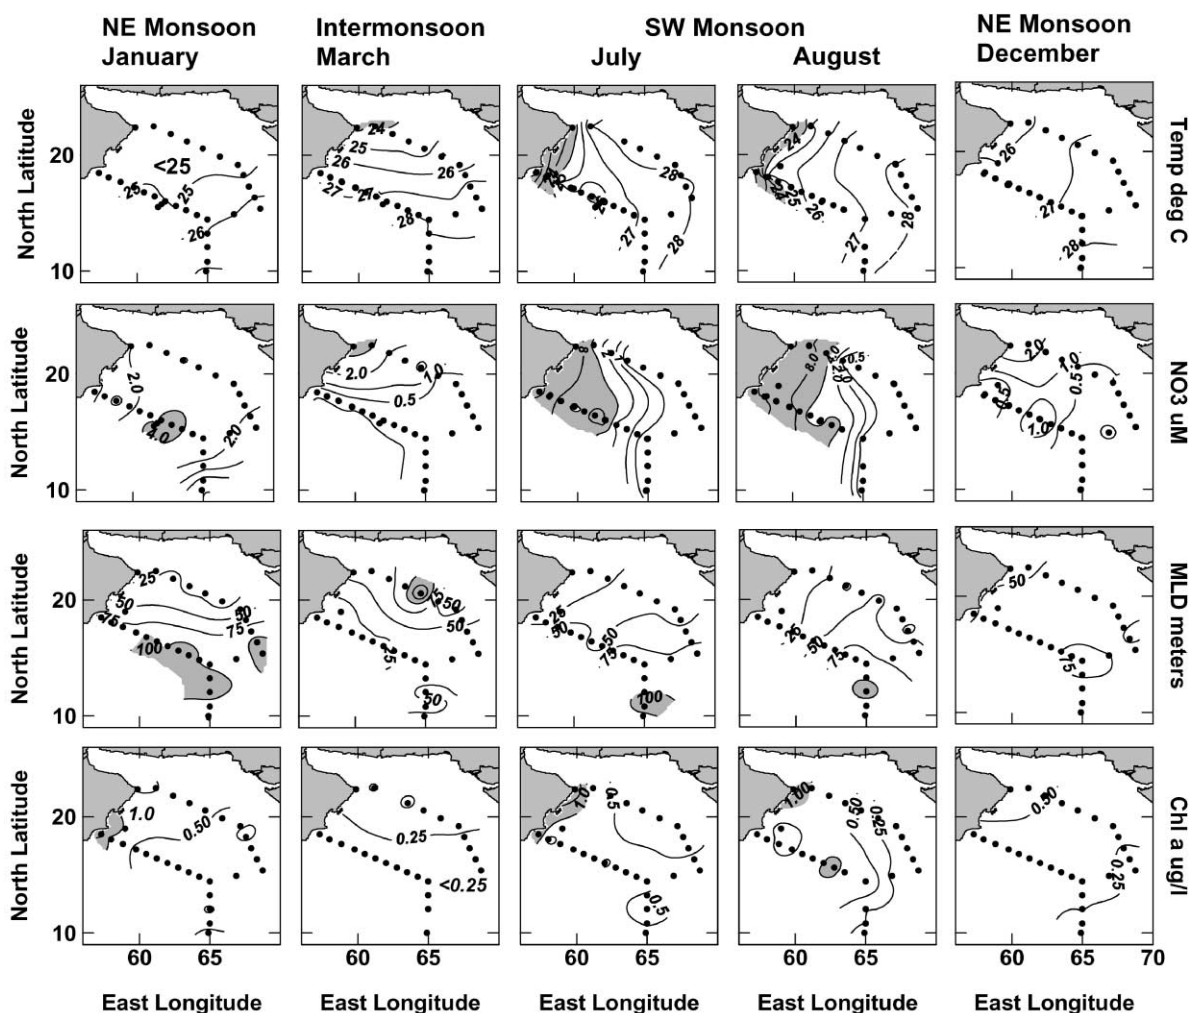 NE Monsoon Intermonsoon SW Monsoon NE Monsoon
January March July August December
North Latitude 20 10
<25 25 25 26
24 25 26 26 27 27 28
28 27 28
24 25 26 27 28
26 27 28
Temp deg C
North Latitude 20 10
2.0 4.0 2.0
2.0 1.0 0.5
8
8.0 0.5
2.0 1.0 0.5 1.0
NO3 uM
North Latitude 20 10
25 50 50 75 75 100
75 50 50 25 50
25 50 50 75 100
25 50 75
50 75
MLD meters
North Latitude 20 10
1.0 0.50
0.25 <0.25
1.0 0.5 0.5
1.00 0.25
0.50 0.25
Chl a ug/l
60 65 60 65 60 65 60 65 60 65 70
East Longitude East Longitude East Longitude East Longitude East Longitude